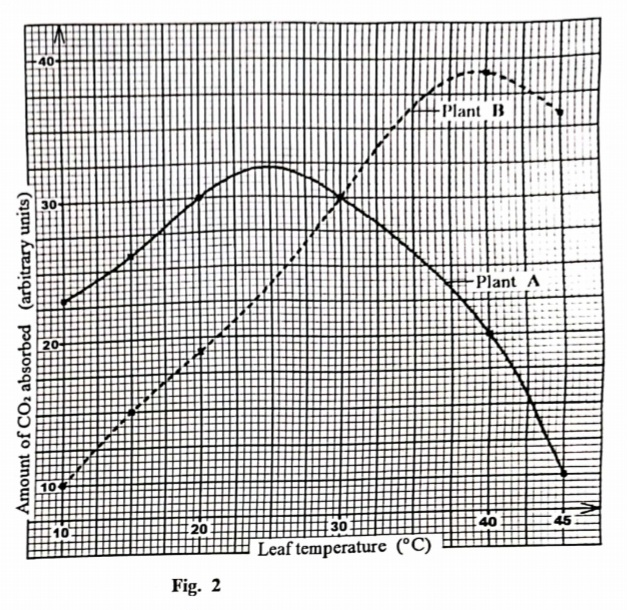 40
Plant B
30
Plant A
20
10
Amount of CO₂ absorbed (arbitrary units)
10 20 30 40 45
Leaf temperature (°C)
Fig. 2